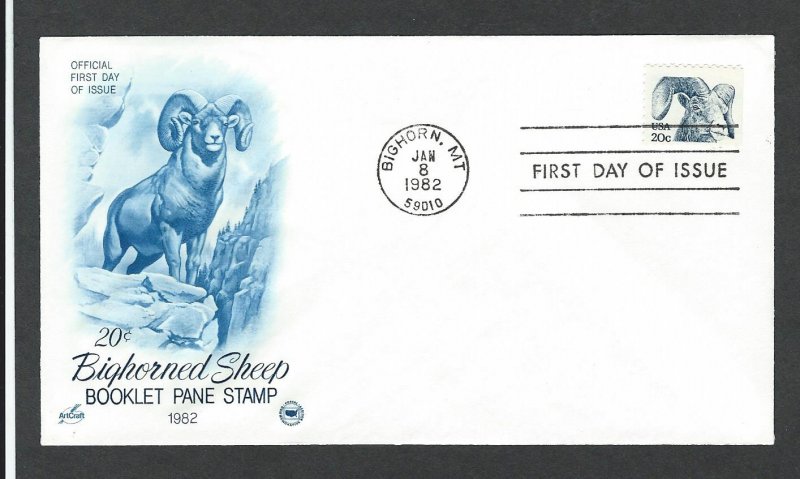 OFFICIAL
FIRST DAY
OF ISSUE
BIGHORN, MT
JAN
8
1982
59010
USA
20c
FIRST DAY OF ISSUE
20¢
Bighorned Sheep
BOOKLET PANE STAMP
1982
ArtCraft